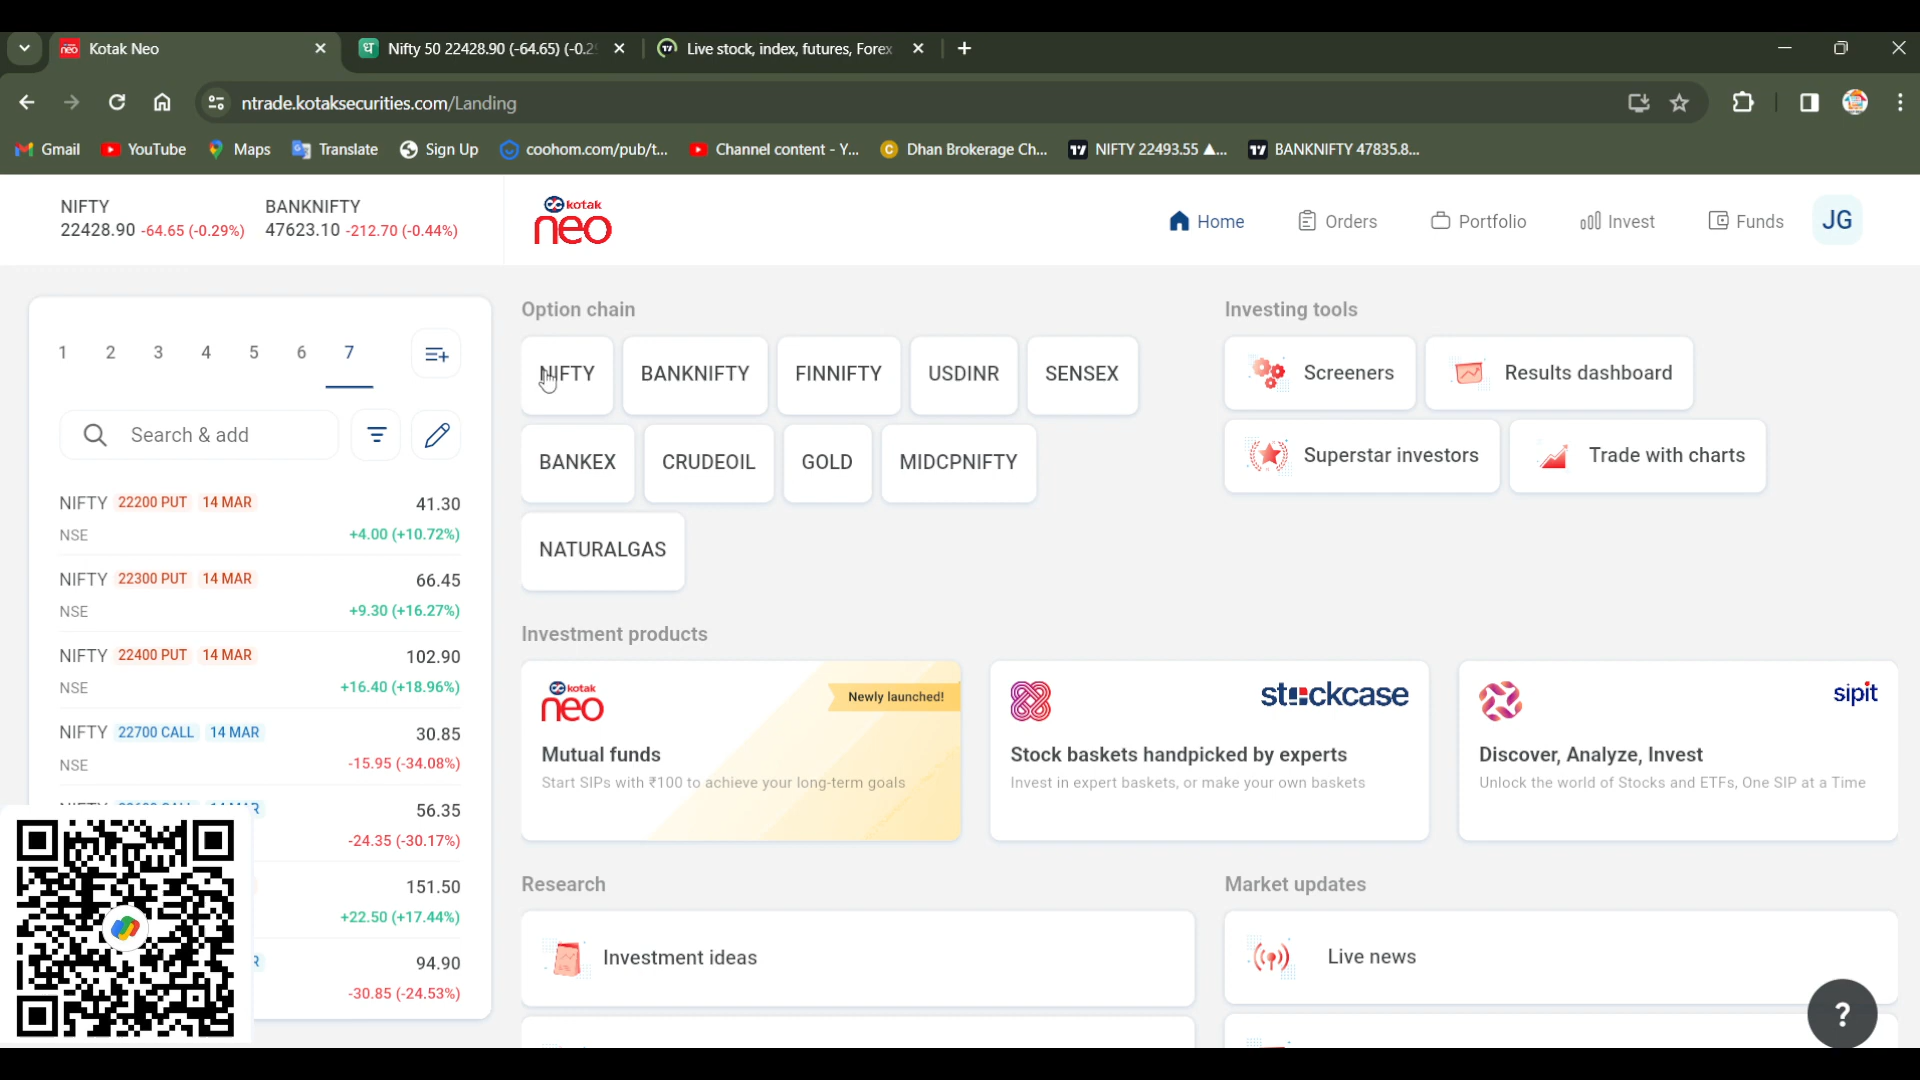 Kotak Neo
Nifty 50 22428.90 (-64.65) (-0.2
Live stock, index, futures, Forex
ntrade.kotaksecurities.com/Landing
Gmail
YouTube
Maps
Translate
Sign Up
coohom.com/pub/t...
Channel content - Y...
Dhan Brokerage Ch...
NIFTY 22493.55 ▲...
BANKNIFTY 47835.8...
NIFTY
22428.90 -64.65 (-0.29%)
BANKNIFTY
47623.10 -212.70 (-0.44%)
kotak
neo
Home
Orders
Portfolio
Invest
Funds
JG
1 2 3 4 5 6 7
Search & add
NIFTY 22200 PUT 14 MAR 41.30
NSE +4.00 (+10.72%)
NIFTY 22300 PUT 14 MAR 66.45
NSE +9.30 (+16.27%)
NIFTY 22400 PUT 14 MAR 102.90
NSE +16.40 (+18.96%)
NIFTY 22700 CALL 14 MAR 30.85
NSE -15.95 (-34.08%)
56.35
-24.35 (-30.17%)
151.50
+22.50 (+17.44%)
94.90
-30.85 (-24.53%)
Option chain
NIFTY
BANKNIFTY
FINNIFTY
USDINR
SENSEX
BANKEX
CRUDEOIL
GOLD
MIDCPNIFTY
NATURALGAS
Investing tools
Screeners
Results dashboard
Superstar investors
Trade with charts
Investment products
kotak
neo
Newly launched!
Mutual funds
Start SIPs with ₹100 to achieve your long-term goals
stockcase
Stock baskets handpicked by experts
Invest in expert baskets, or make your own baskets
sipit
Discover, Analyze, Invest
Unlock the world of Stocks and ETFs, One SIP at a Time
Research
Investment ideas
Market updates
Live news
?